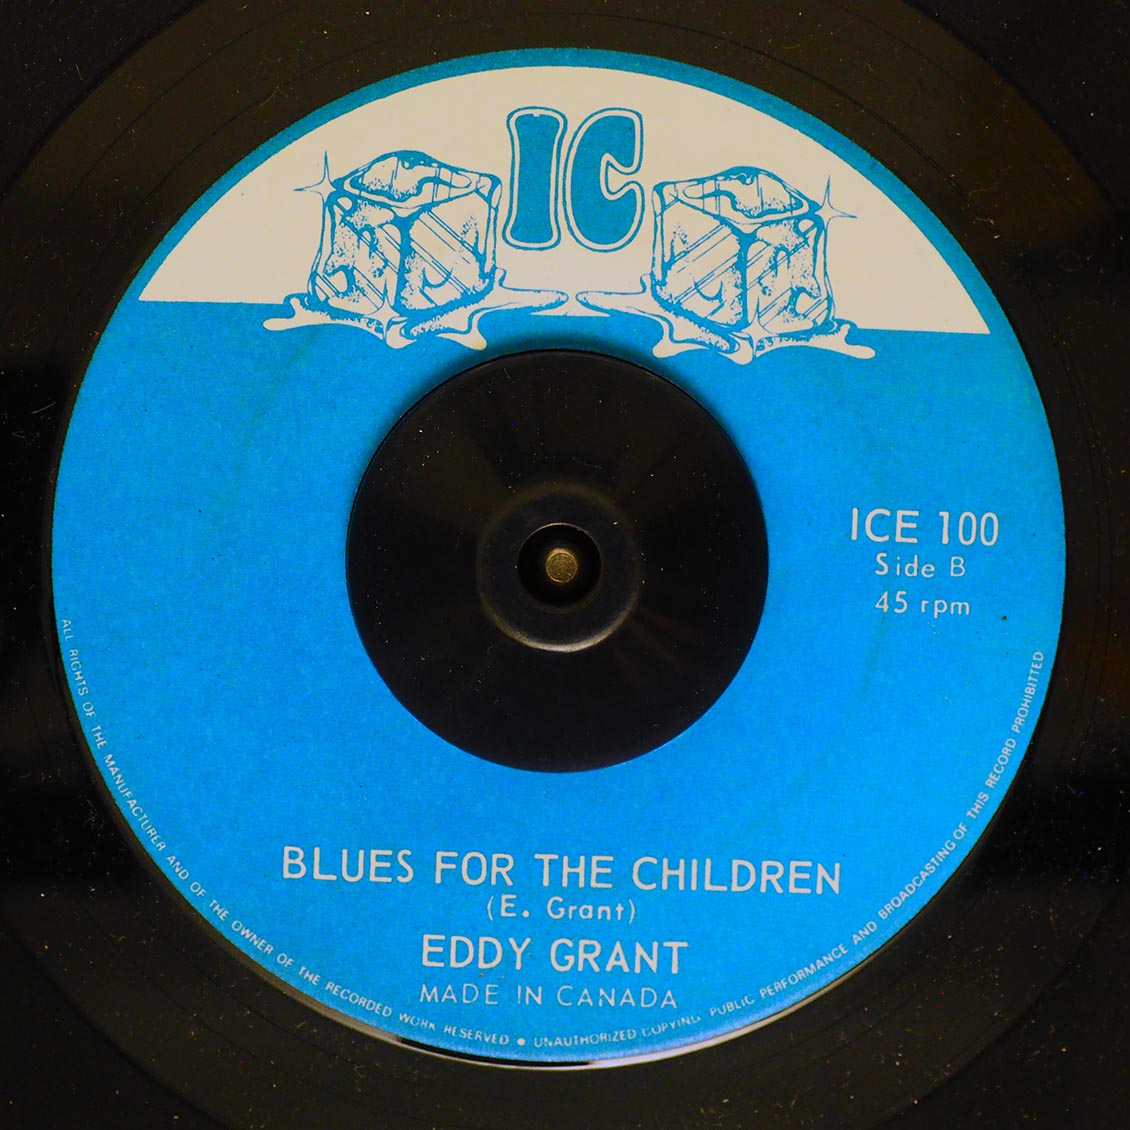 IC
ICE 100
Side B
45 rpm
BLUES FOR THE CHILDREN
(E. Grant)
EDDY GRANT
MADE IN CANADA
ALL RIGHTS OF THE MANUFACTURER AND OF THE OWNER OF THE RECORDED WORK RESERVED ● UNAUTHORIZED COPYING PUBLIC PERFORMANCE AND BROADCASTING OF THIS RECORD PROHIBITTED